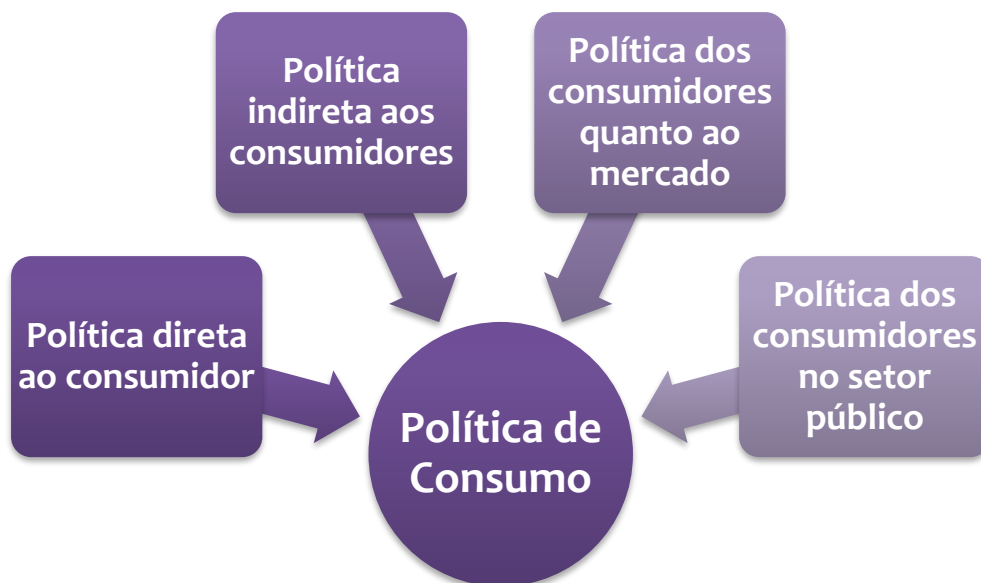 Política
indireta aos
consumidores
Política dos
consumidores
quanto ao
mercado
Política direta
ao consumidor
Política dos
consumidores
no setor
público
Política de
Consumo